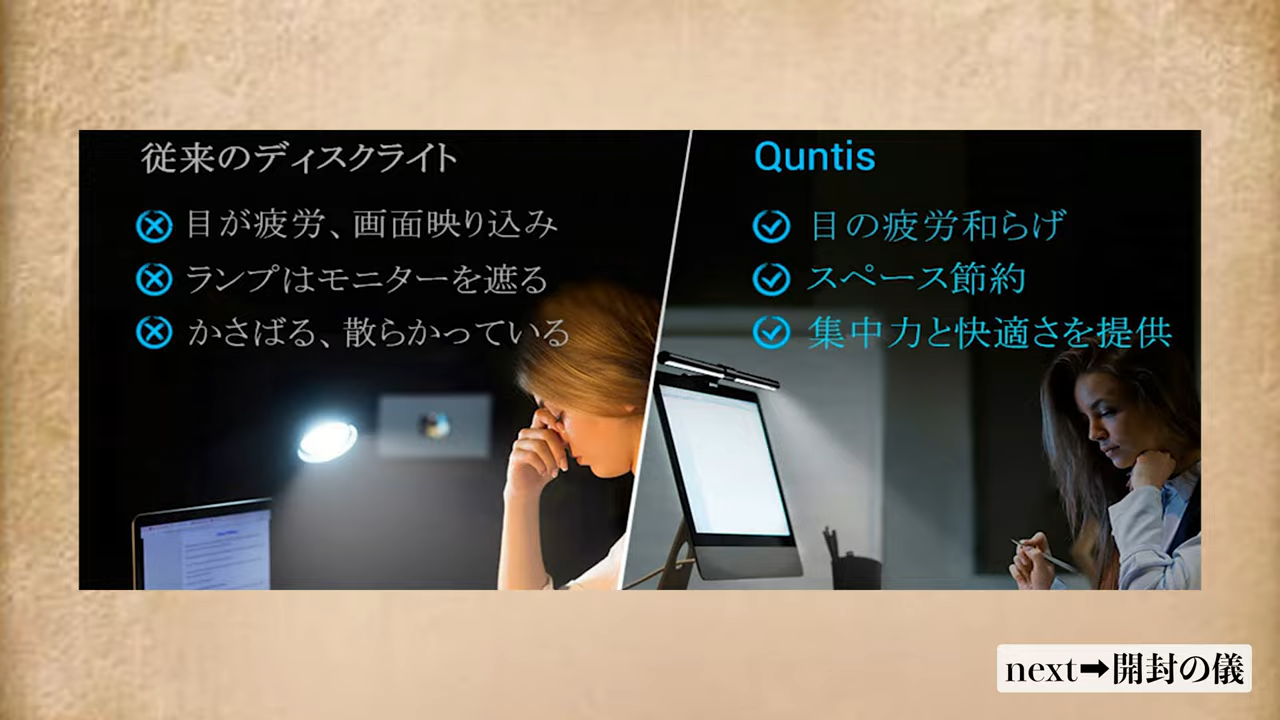 従来のディスクライト
目が疲労、画面映り込み
ランプはモニターを遮る
かさばる、散らかっている
Quntis
目の疲労和らげ
スペース節約
集中力と快適さを提供
next➡開封の儀